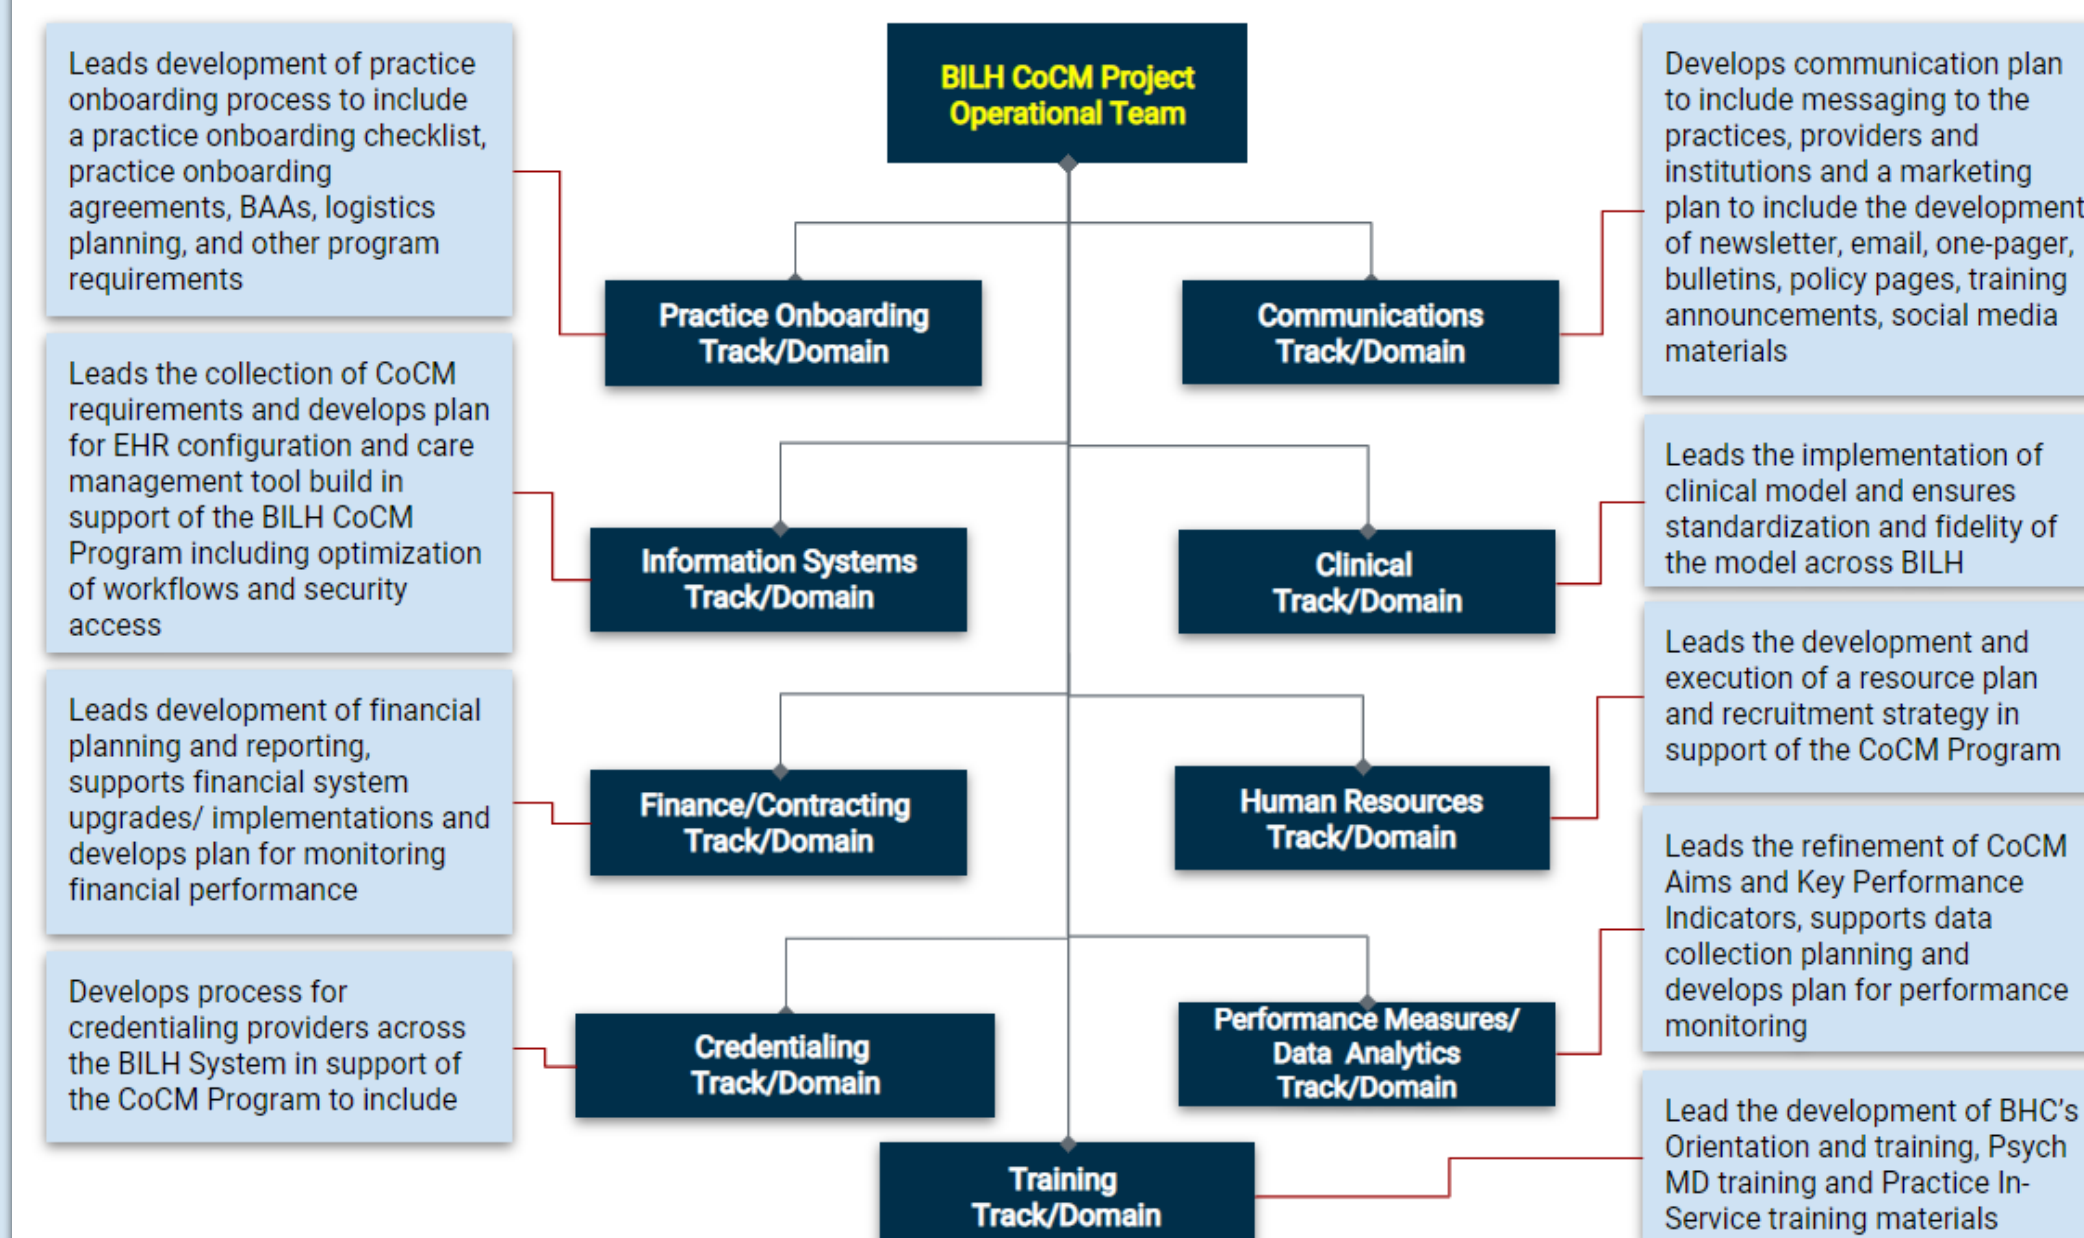 BILH CoCM Project
Operational Team
Leads development of practice
onboarding process to include
a practice onboarding checklist,
practice onboarding
agreements, BAAs, logistics
planning, and other program
requirements
Practice Onboarding
Track/Domain
Communications
Track/Domain
Develops communication plan
to include messaging to the
practices, providers and
institutions and a marketing
plan to include the development
of newsletter, email, one-pager,
bulletins, policy pages, training
announcements, social media
materials
Leads the collection of CoCM
requirements and develops plan
for EHR configuration and care
management tool build in
support of the BILH CoCM
Program including optimization
of workflows and security
access
Information Systems
Track/Domain
Clinical
Track/Domain
Leads the implementation of
clinical model and ensures
standardization and fidelity of
the model across BILH
Leads development of financial
planning and reporting,
supports financial system
upgrades/ implementations and
develops plan for monitoring
financial performance
Finance/Contracting
Track/Domain
Human Resources
Track/Domain
Leads the development and
execution of a resource plan
and recruitment strategy in
support of the CoCM Program
Develops process for
credentialing providers across
the BILH System in support of
the CoCM Program to include
Credentialing
Track/Domain
Performance Measures/
Data  Analytics
Track/Domain
Leads the refinement of CoCM
Aims and Key Performance
Indicators, supports data
collection planning and
develops plan for performance
monitoring
Training
Track/Domain
Lead the development of BHC’s
Orientation and training, Psych
MD training and Practice In-
Service training materials